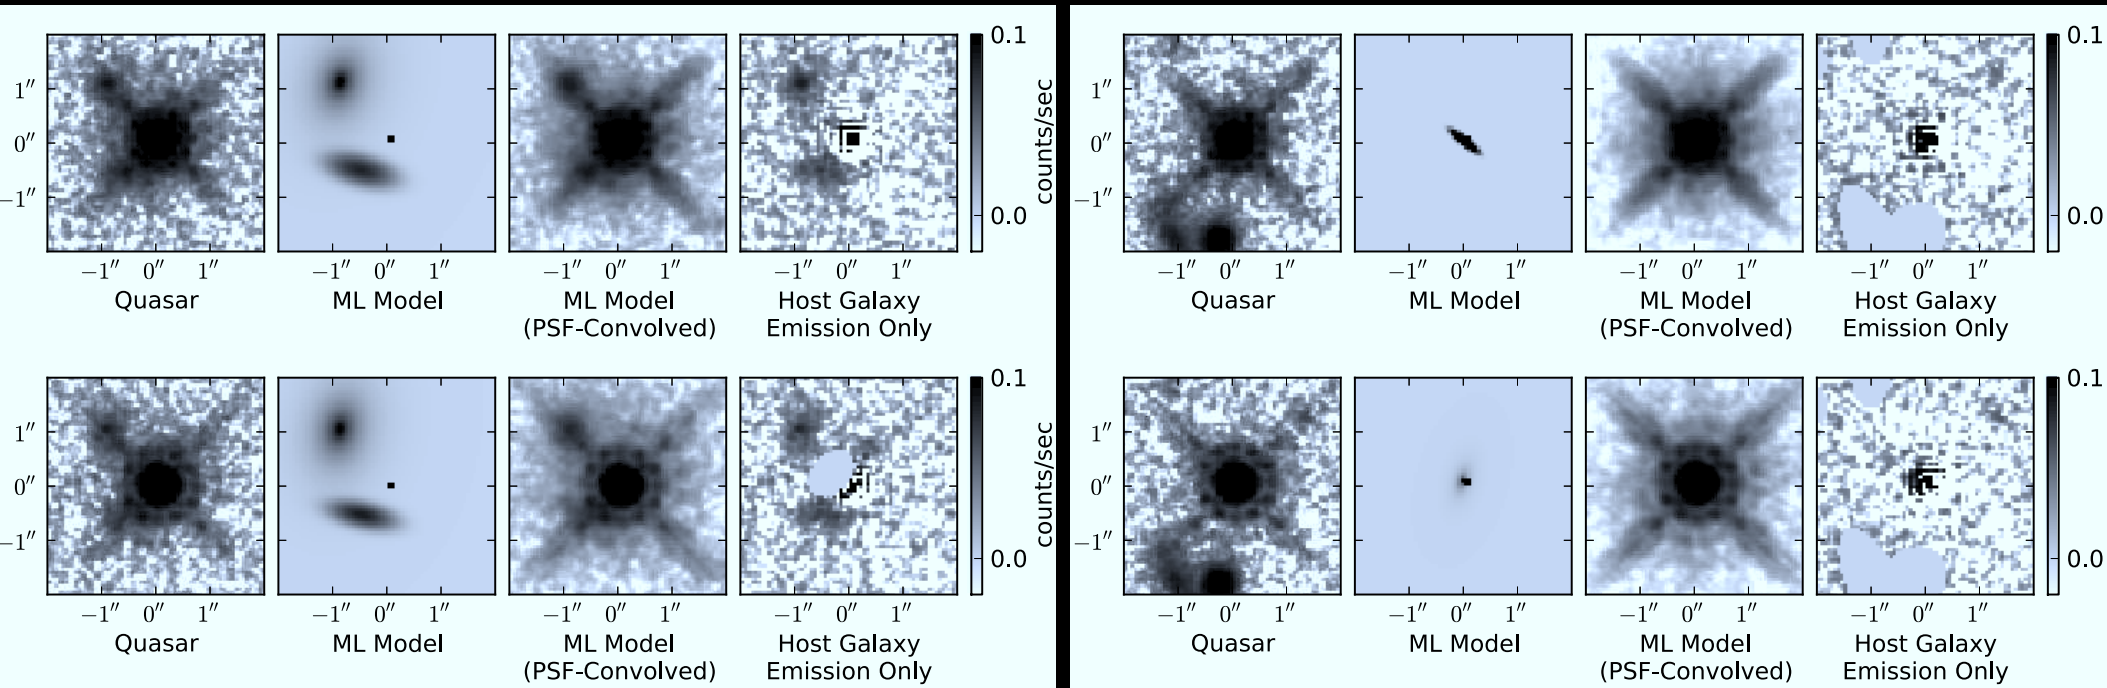 0.1
1″
0″
−1″
0.0
counts/sec
−1″ 0″ 1″ −1″ 0″ 1″ −1″ 0″ 1″ −1″ 0″ 1″
Quasar ML Model ML Model Host Galaxy
(PSF-Convolved) Emission Only
0.1
1″
0″
−1″
0.0
−1″ 0″ 1″ −1″ 0″ 1″ −1″ 0″ 1″ −1″ 0″ 1″
Quasar ML Model ML Model Host Galaxy
(PSF-Convolved) Emission Only
0.1
1″
0″
−1″
0.0
counts/sec
−1″ 0″ 1″ −1″ 0″ 1″ −1″ 0″ 1″ −1″ 0″ 1″
Quasar ML Model ML Model Host Galaxy
(PSF-Convolved) Emission Only
0.1
1″
0″
−1″
0.0
−1″ 0″ 1″ −1″ 0″ 1″ −1″ 0″ 1″ −1″ 0″ 1″
Quasar ML Model ML Model Host Galaxy
(PSF-Convolved) Emission Only